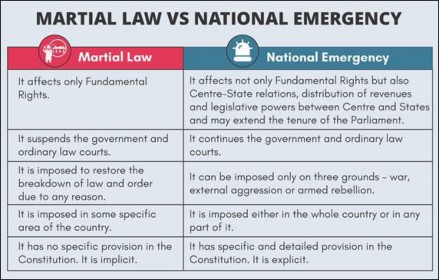 MARTIAL LAW VS NATIONAL EMERGENCY
Martial Law
National Emergency
It affects only Fundamental
Rights.
It affects not only Fundamental Rights but also
Centre-State relations, distribution of revenues
and legislative powers between Centre and States
and may extend the tenure of the Parliament.
It suspends the government and
ordinary law courts.
It continues the government and ordinary law
courts.
It is imposed to restore the
breakdown of law and order
due to any reason.
It can be imposed only on three grounds – war,
external aggression or armed rebellion.
It is imposed in some specific
area of the country.
It is imposed either in the whole country or in any
part of it.
It has no specific provision in the
Constitution. It is implicit.
It has specific and detailed provision in the
Constitution. It is explicit.